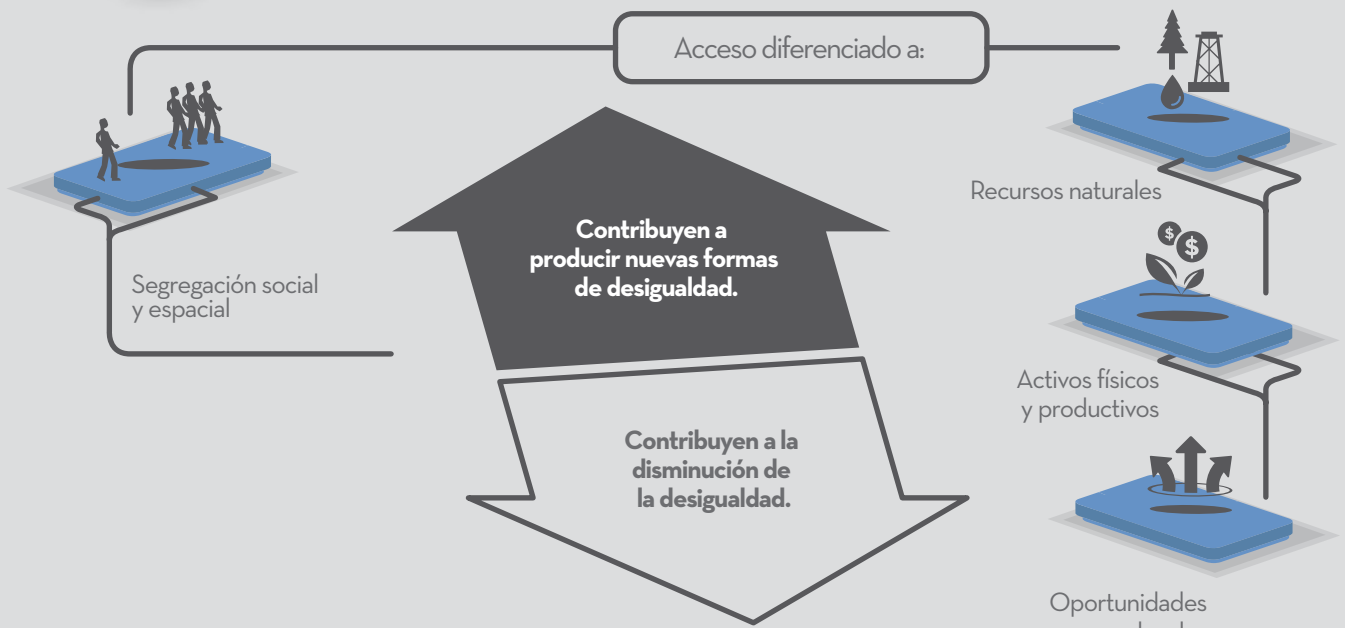 Acceso diferenciado a:
Recursos naturales
Contribuyen a
producir nuevas formas
de desigualdad.
Segregación social
y espacial
Activos físicos
y productivos
Contribuyen a la
disminución de
la desigualdad.
Oportunidades